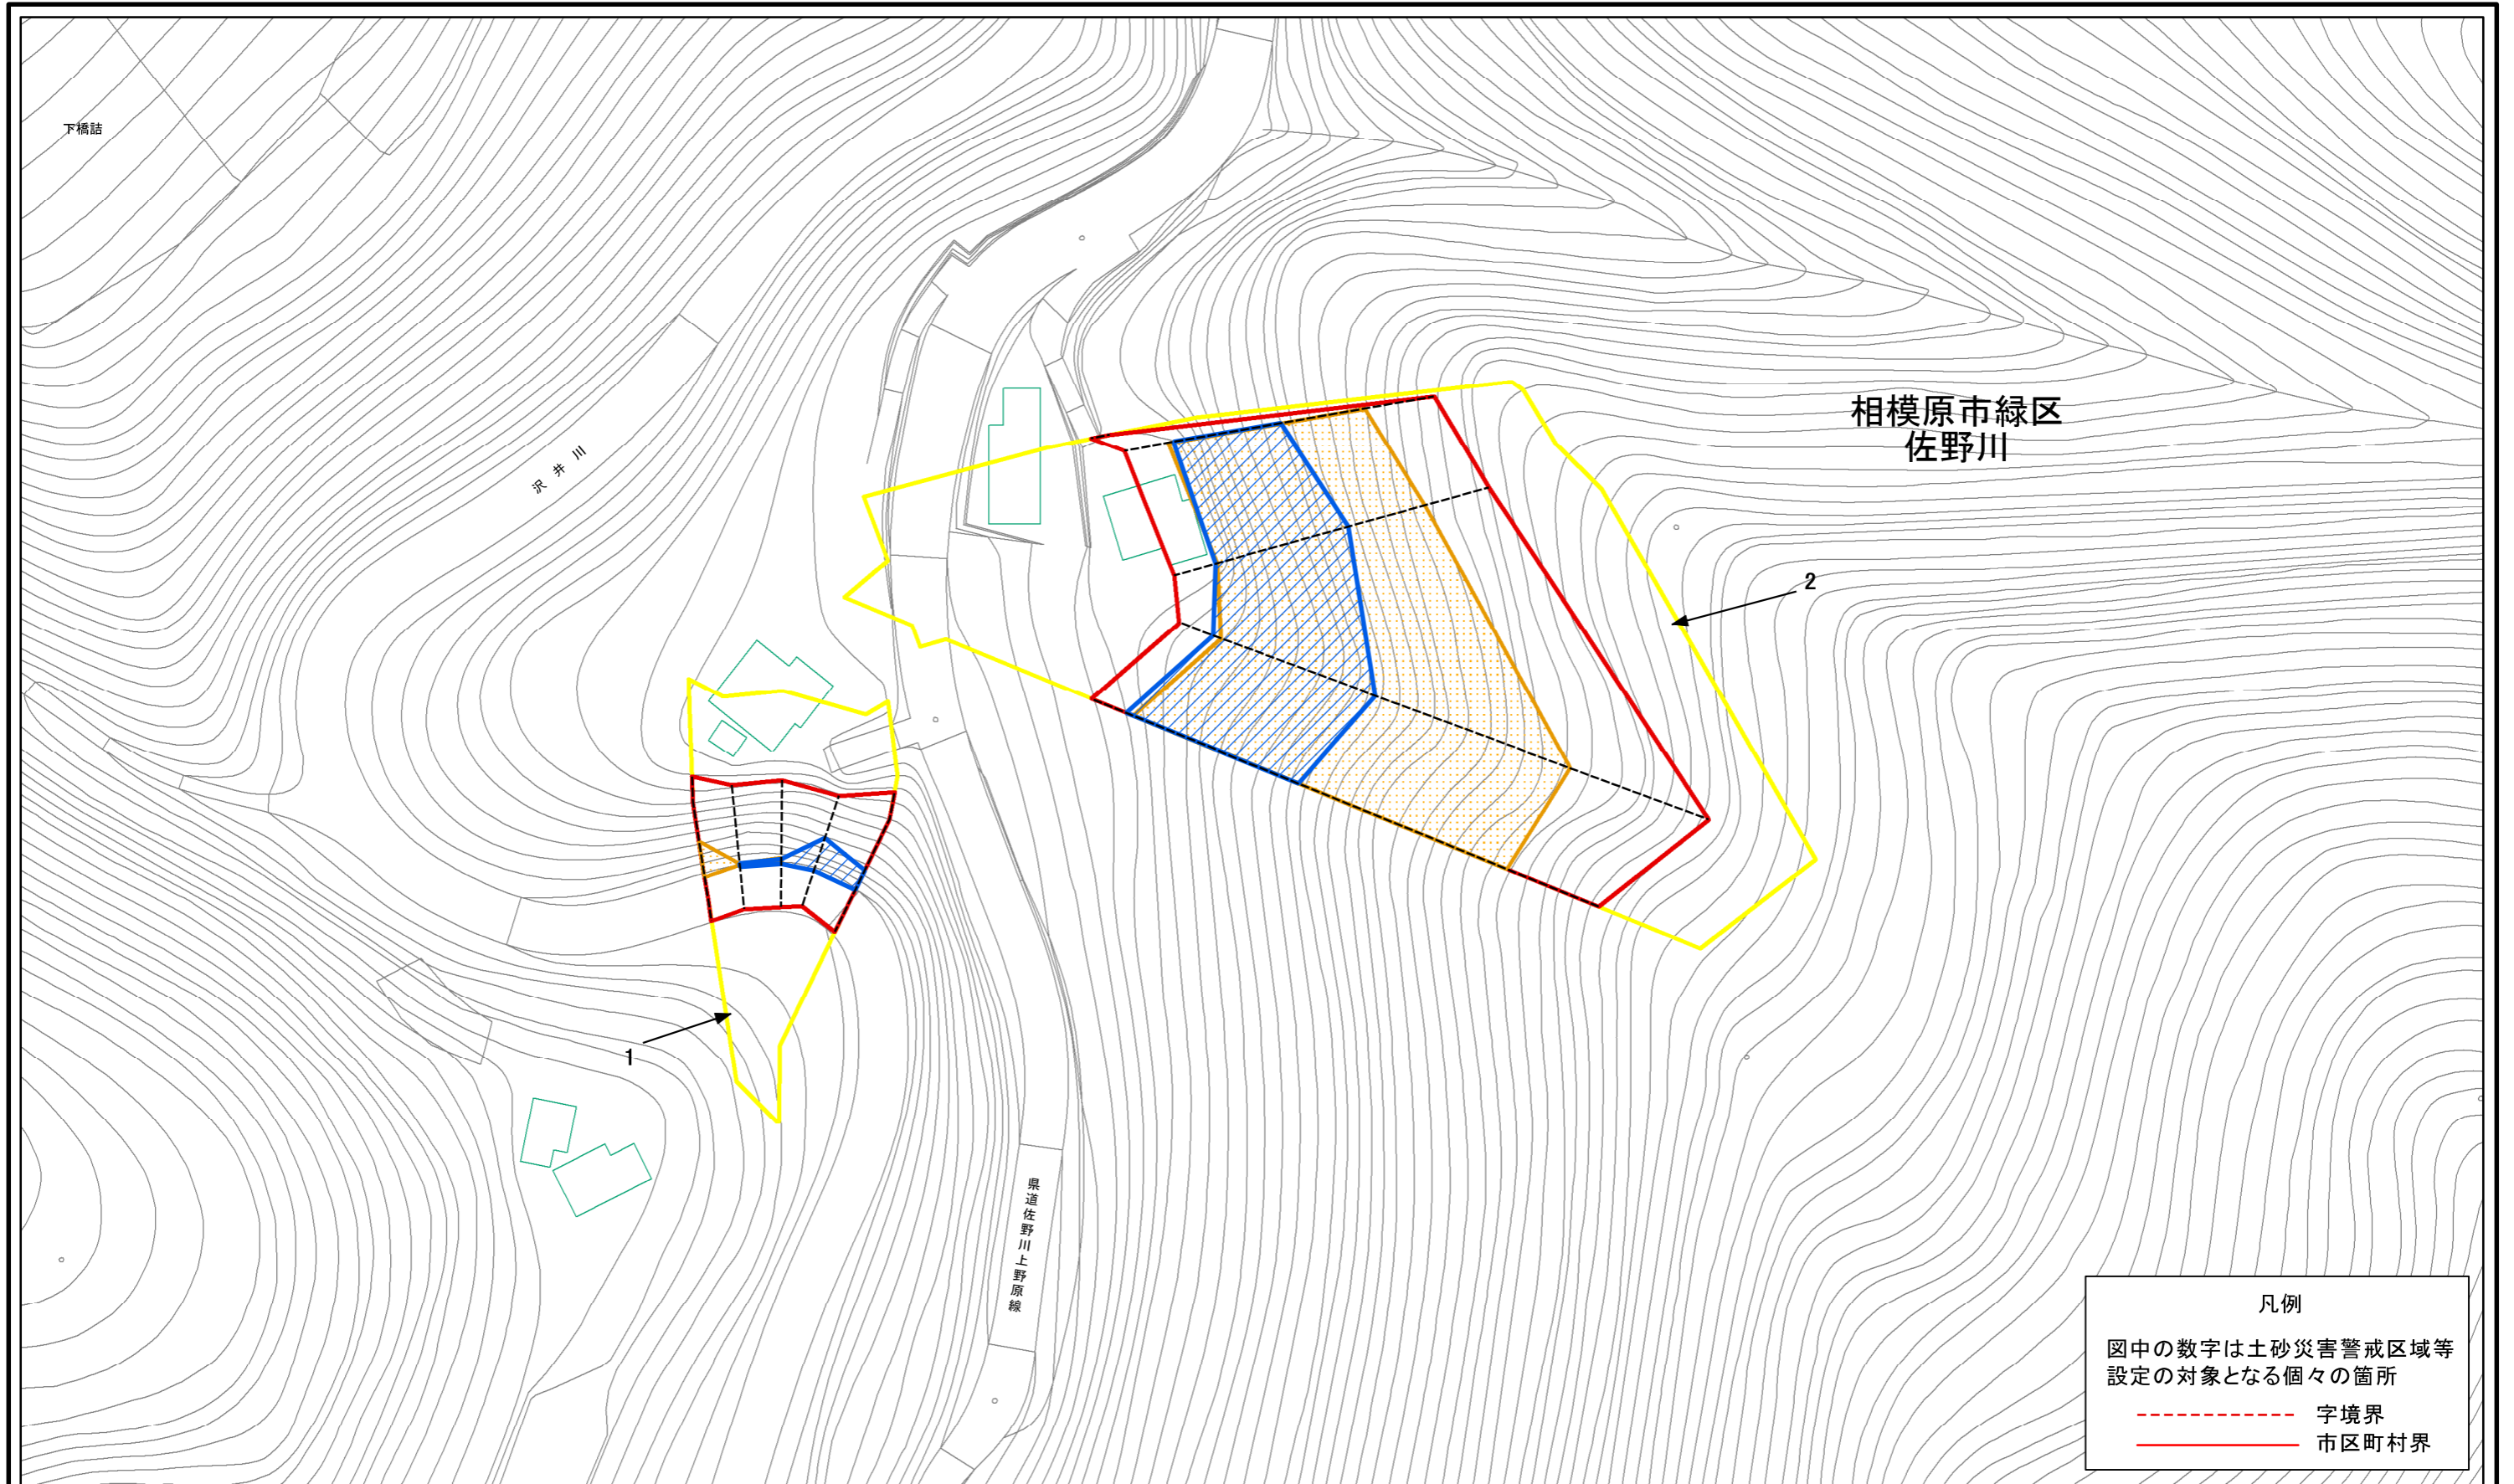 下橋詰
相模原市緑区
佐野川
沢井川
2
1
県道佐野川上野原線
凡例
図中の数字は土砂災害警戒区域等
設定の対象となる個々の箇所
字境界
市区町村界